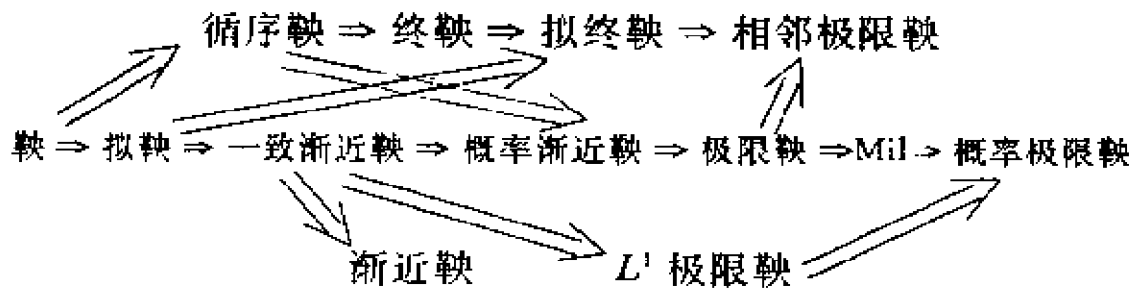 循序鞅 ⇒ 终鞅 ⇒ 拟终鞅 ⇒ 相邻极限鞅
鞅 ⇒ 拟鞅 ⇒ 一致渐近鞅 ⇒ 概率渐近鞅 ⇒ 极限鞅 ⇒ Mil → 概率极限鞅
渐近鞅 L¹ 极限鞅